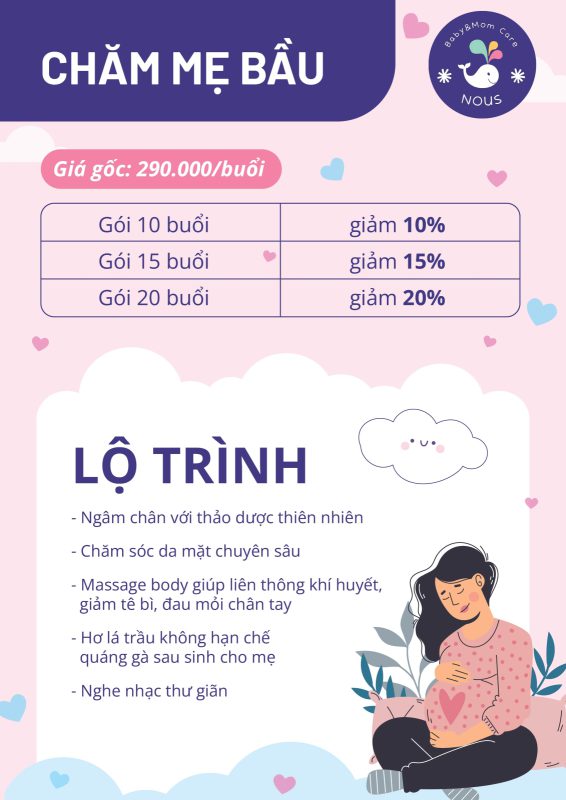 CHĂM MẸ BẦU
Baby&Mom Care
NOUS
Giá gốc: 290.000/buổi
Gói 10 buổi giảm 10%
Gói 15 buổi giảm 15%
Gói 20 buổi giảm 20%
LỘ TRÌNH
- Ngâm chân với thảo dược thiên nhiên
- Chăm sóc da mặt chuyên sâu
- Massage body giúp liên thông khí huyết,
giảm tê bì, đau mỏi chân tay
- Hơ lá trầu không hạn chế
quáng gà sau sinh cho mẹ
- Nghe nhạc thư giãn